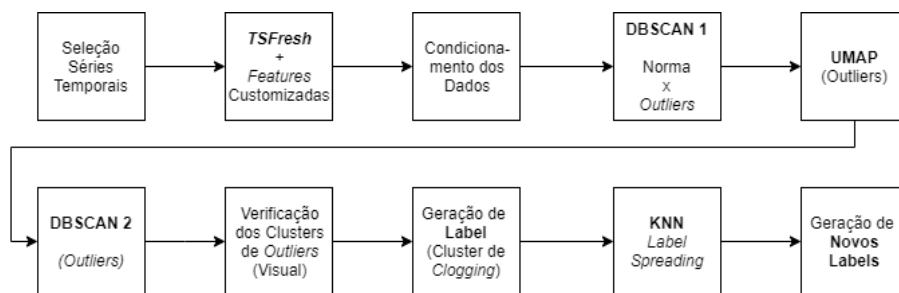 Seleção
Séries
Temporais
TSFresh
+
Features
Customizadas
Condiciona-
mento dos
Dados
DBSCAN 1
Norma
x
Outliers
UMAP
(Outliers)
DBSCAN 2
(Outliers)
Verificação
dos Clusters
de Outliers
(Visual)
Geração de
Label
(Cluster de
Clogging)
KNN
Label
Spreading
Geração de
Novos
Labels